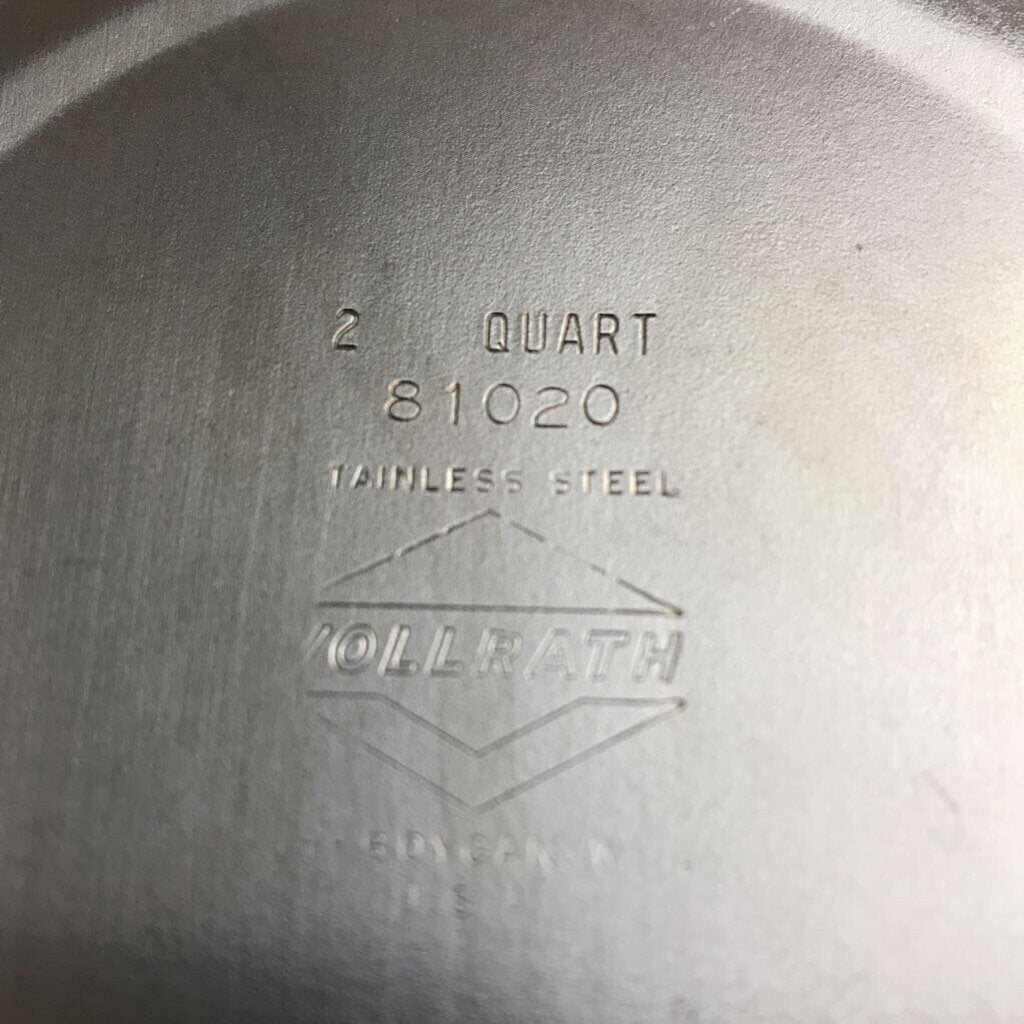 2 QUART
81020
TAINLESS STEEL
VOLLRATH